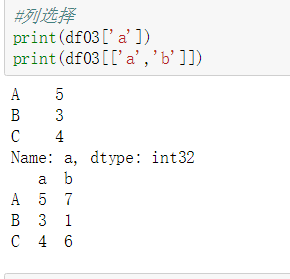 #列选择
print(df03['a'])
print(df03[['a','b']])
A    5
B    3
C    4
Name: a, dtype: int32
   a  b
A  5  7
B  3  1
C  4  6